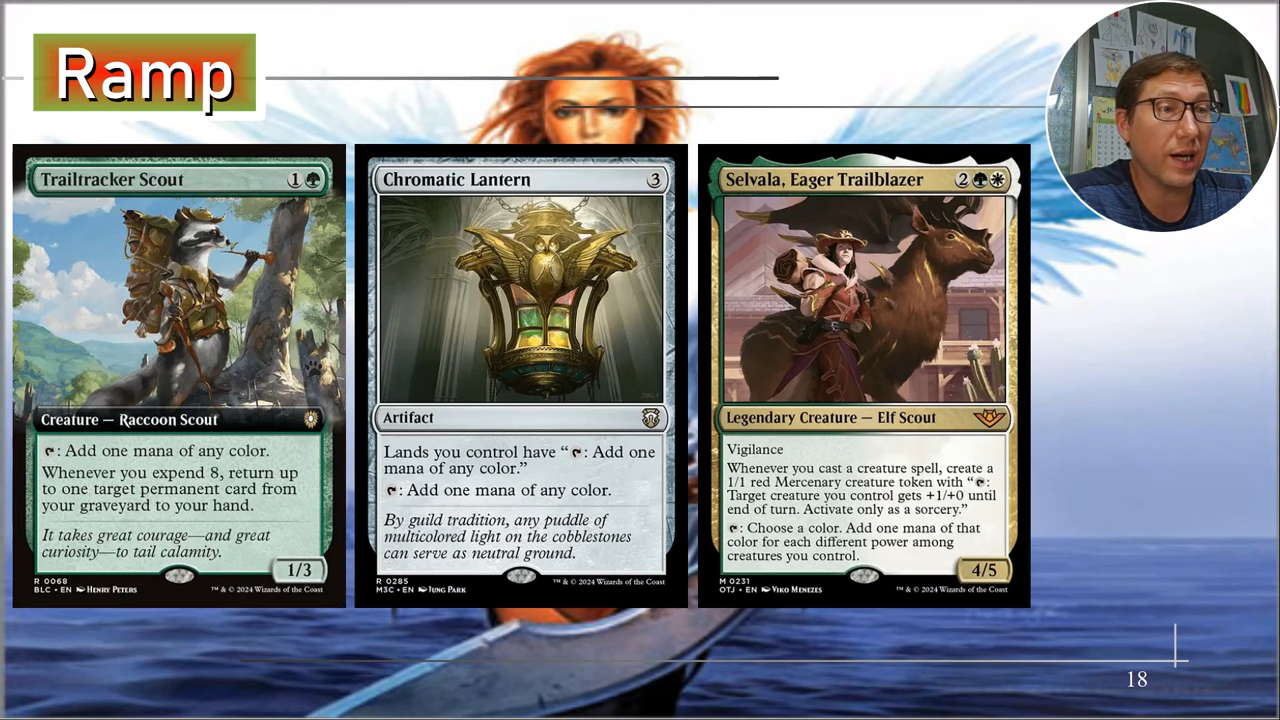 Ramp
Trailtracker Scout 1
Creature — Raccoon Scout
: Add one mana of any color.
Whenever you expend 8, return up
to one target permanent card from
your graveyard to your hand.
It takes great courage—and great
curiosity—to tail calamity.
1/3
R 0068
BLC • EN Henry Peters ™ & © 2024 Wizards of the Coast
Chromatic Lantern 3
Artifact
Lands you control have “: Add one
mana of any color.”
: Add one mana of any color.
By guild tradition, any puddle of
multicolored light on the cobblestones
can serve as neutral ground.
R 0285
M3C • EN Jung Park ™ & © 2024 Wizards of the Coast
Selvala, Eager Trailblazer 2
Legendary Creature — Elf Scout
Vigilance
Whenever you cast a creature spell, create a
1/1 red Mercenary creature token with “:
Target creature you control gets +1/+0 until
end of turn. Activate only as a sorcery.”
: Choose a color. Add one mana of that
color for each different power among
creatures you control.
4/5
M 0231
OTJ • EN Viko Menezes ™ & © 2024 Wizards of the Coast
18